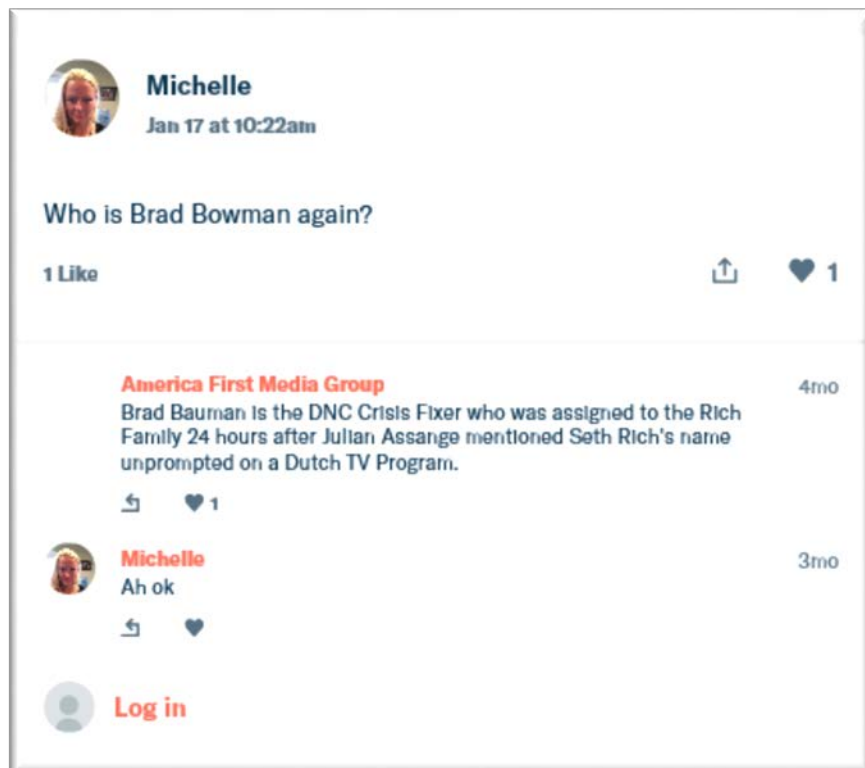 Michelle
Jan 17 at 10:22am
Who is Brad Bowman again?
1 Like
1
America First Media Group
4mo
Brad Bauman is the DNC Crisis Fixer who was assigned to the Rich
Family 24 hours after Julian Assange mentioned Seth Rich's name
unprompted on a Dutch TV Program.
1
Michelle
3mo
Ah ok
Log in